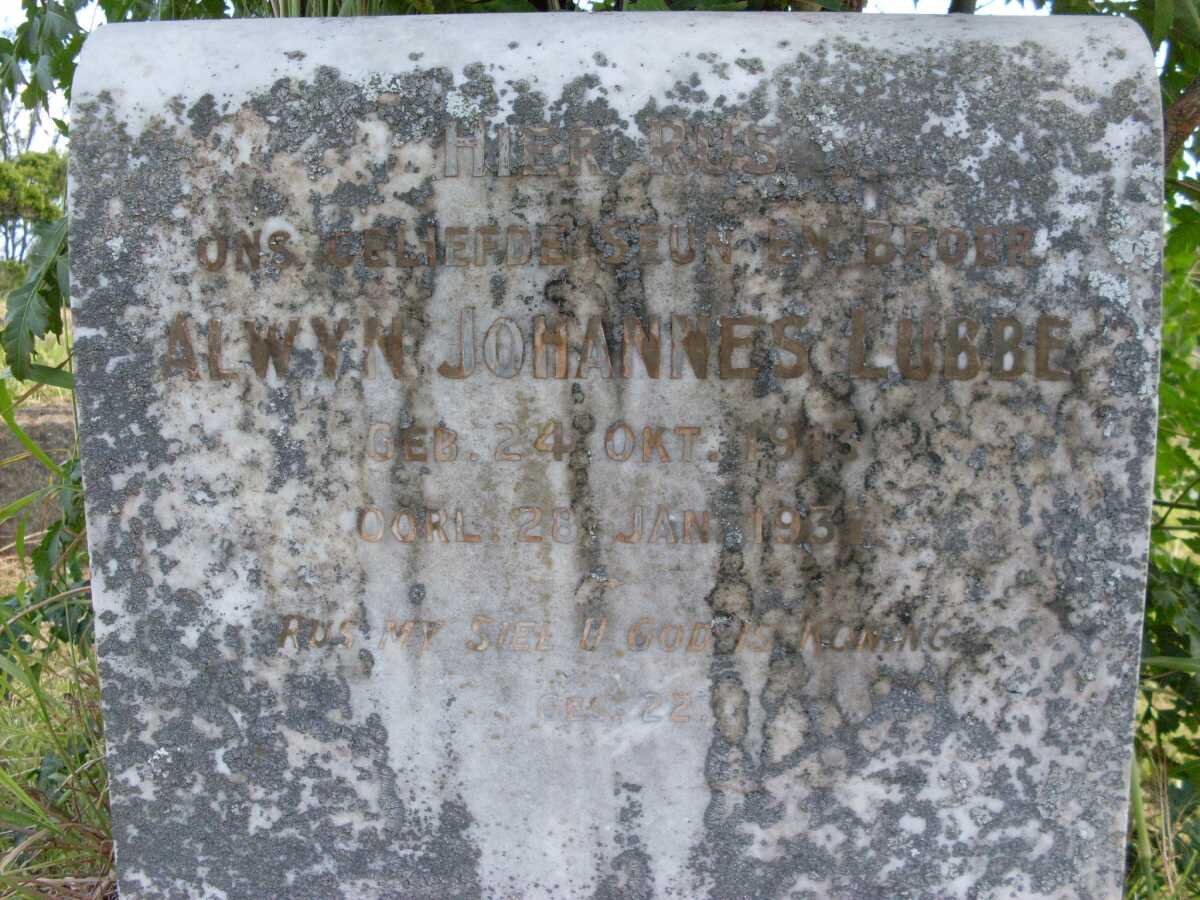 HIER RUS
ONS GELIEFDE SEUN EN BROER
ALWYN JOHANNES LUBBE
GEB. 24 OKT.
OORL. 28 JAN.
RUS MY SIEL U GOD IS KONING
GES. 22.